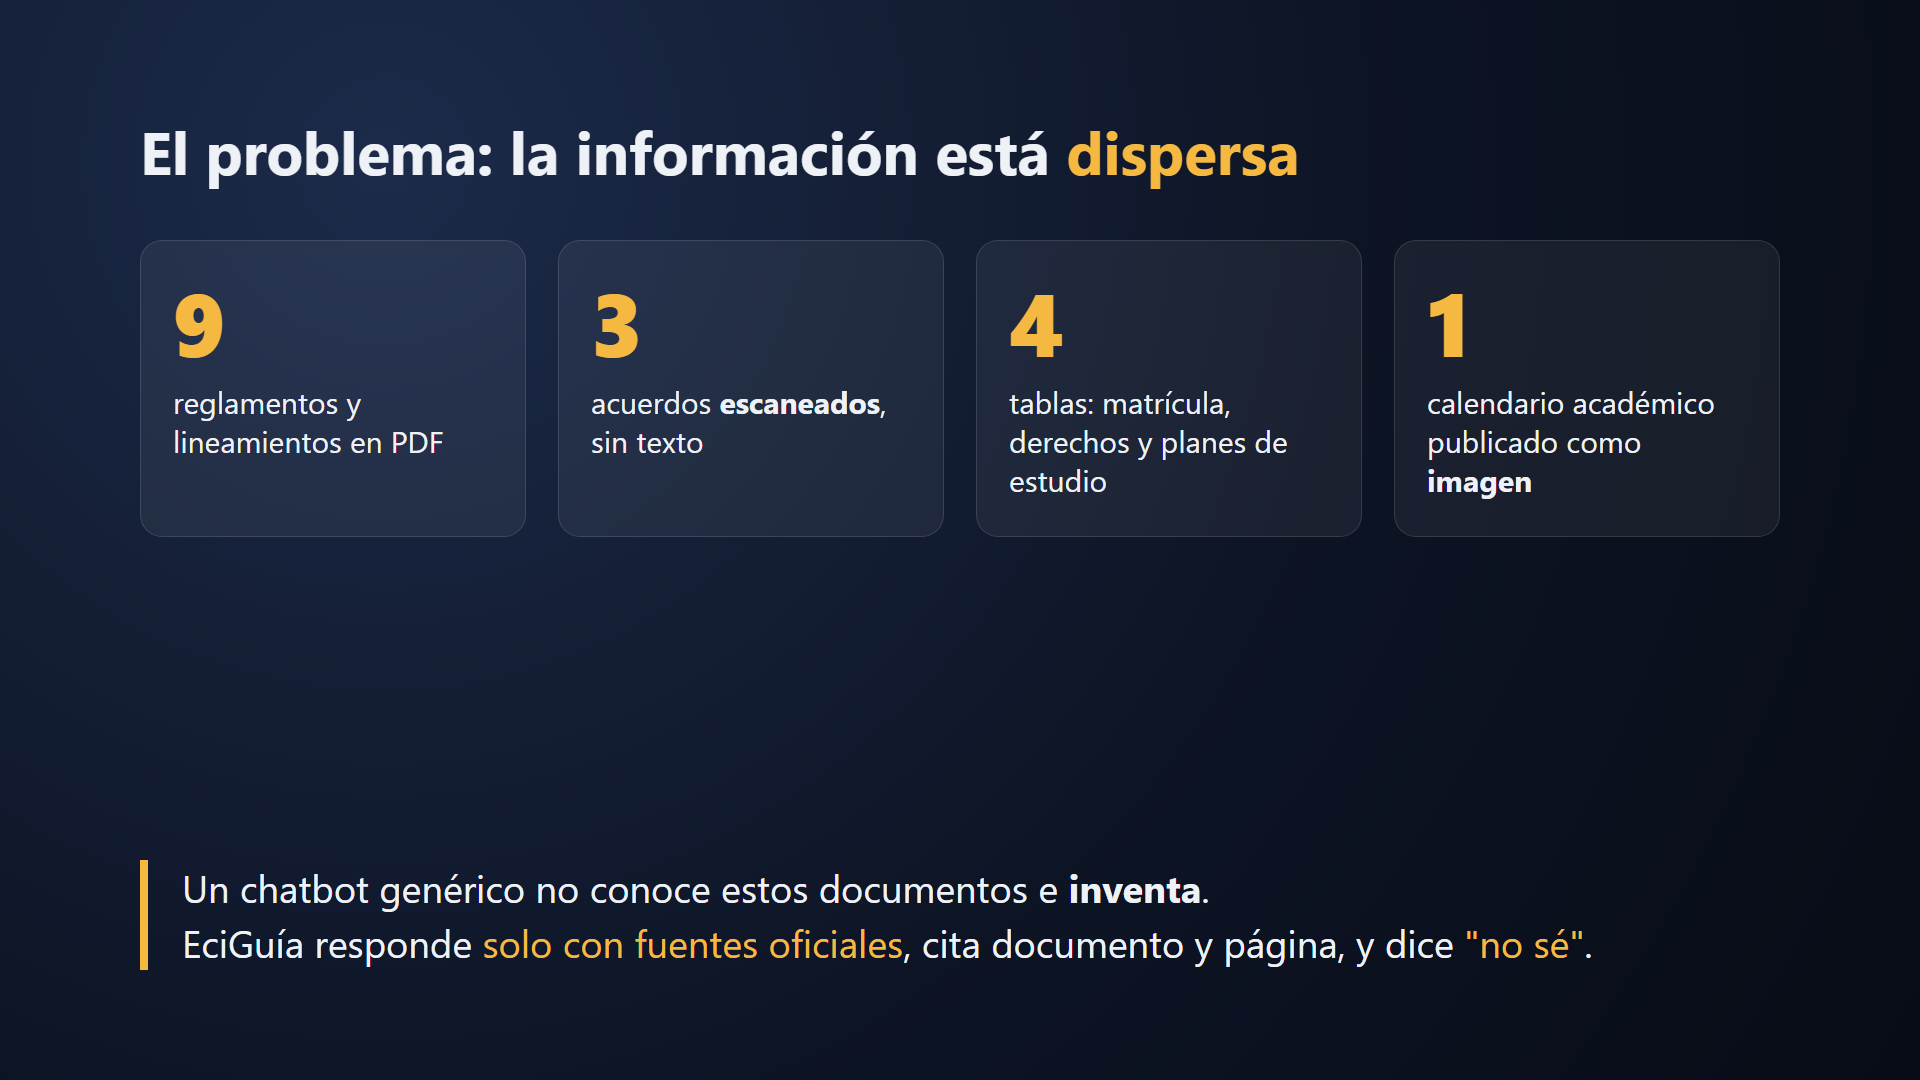 El problema: la información está dispersa
9
reglamentos y
lineamientos en PDF
3
acuerdos escaneados,
sin texto
4
tablas: matrícula,
derechos y planes de
estudio
1
calendario académico
publicado como
imagen
Un chatbot genérico no conoce estos documentos e inventa.
EciGuía responde solo con fuentes oficiales, cita documento y página, y dice "no sé".